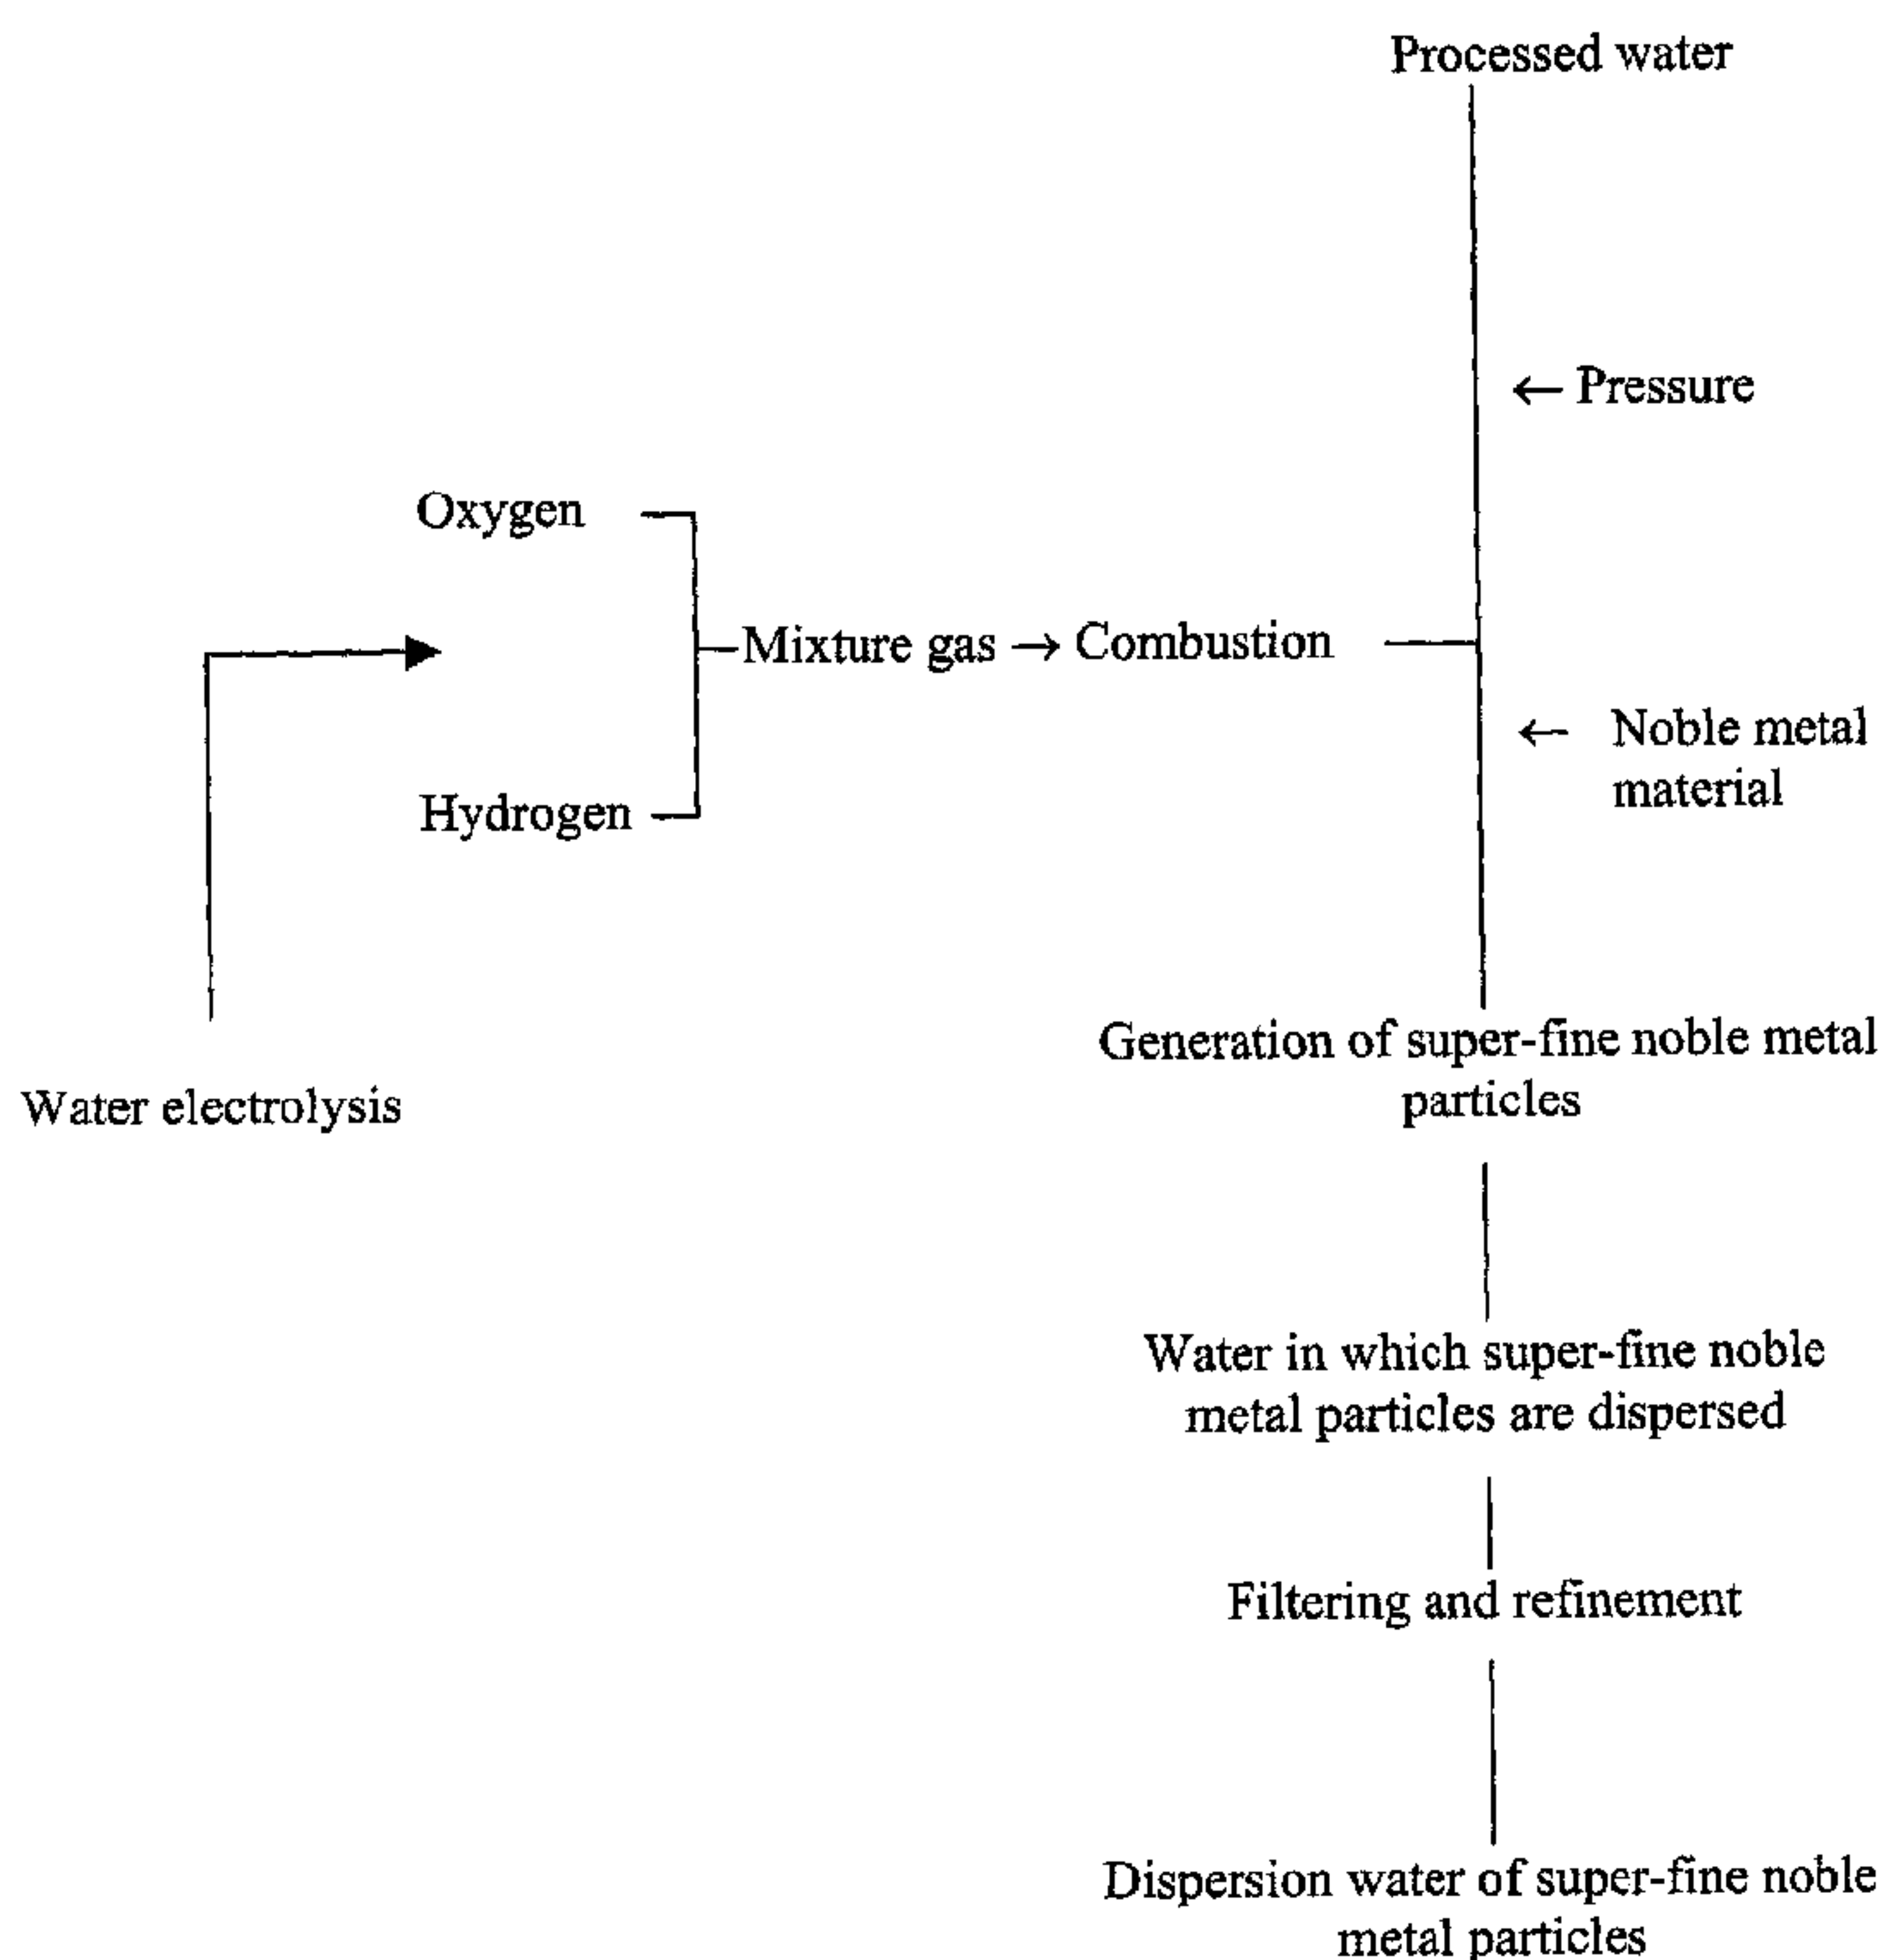 Processed water
← Pressure
Oxygen
Mixture gas → Combustion
← Noble metal
material
Hydrogen
Generation of super-fine noble metal
particles
Water electrolysis
Water in which super-fine noble
metal particles are dispersed
Filtering and refinement
Dispersion water of super-fine noble
metal particles